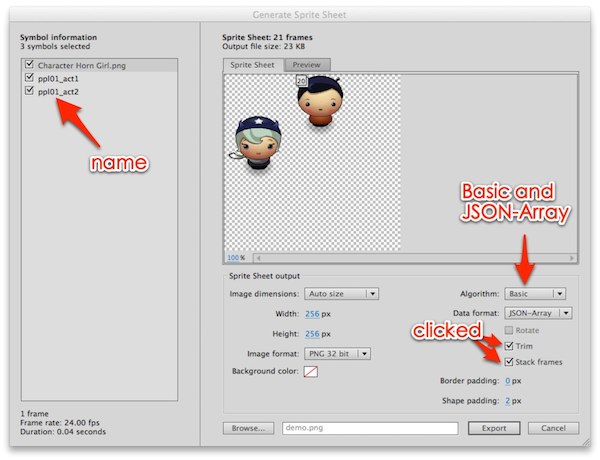 Generate Sprite Sheet
Symbol information
3 symbols selected
Character Horn Girl.png
ppl01_act1
ppl01_act2
name
1 frame
Frame rate: 24.00 fps
Duration: 0.04 seconds
Sprite Sheet: 21 frames
Output file size: 23 KB
Sprite Sheet
Preview
20
100 %
Basic and
JSON-Array
Sprite Sheet output
Image dimensions: Auto size
Width: 256 px
Height: 256 px
Image format: PNG 32 bit
Background color:
Algorithm: Basic
Data format: JSON-Array
Rotate
clicked
Trim
Stack frames
Border padding: 0 px
Shape padding: 2 px
Browse... demo.png Export Cancel